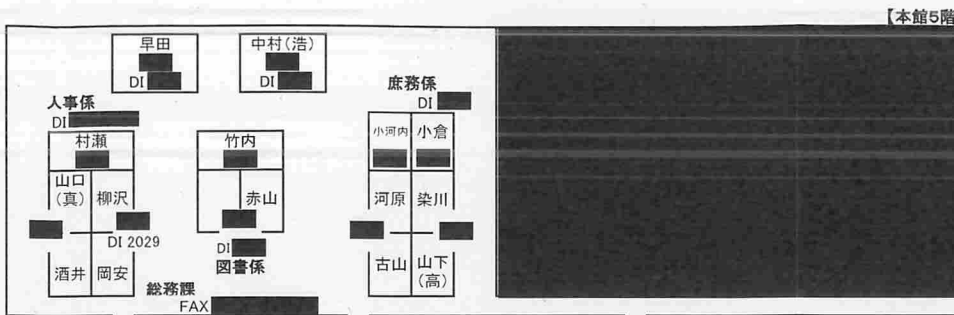 【本館5階
早田
DI
中村(浩)
DI
人事係
DI
村瀬
山口
(真)
柳沢
DI 2029
酒井
岡安
竹内
赤山
DI
図書係
庶務係
DI
小河内
小倉
河原
染川
古山
山下
(高)
総務課
FAX